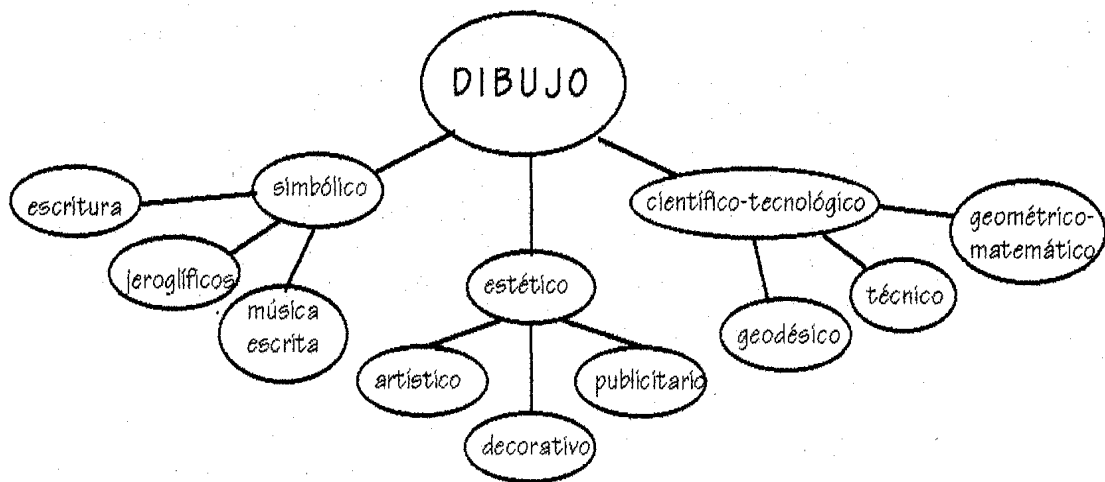 DIBUJO
simbólico
escritura
jeroglíficos
música
escrita
estético
artístico
decorativo
publicitario
científico-tecnológico
geodésico
técnico
geométrico-
matemático